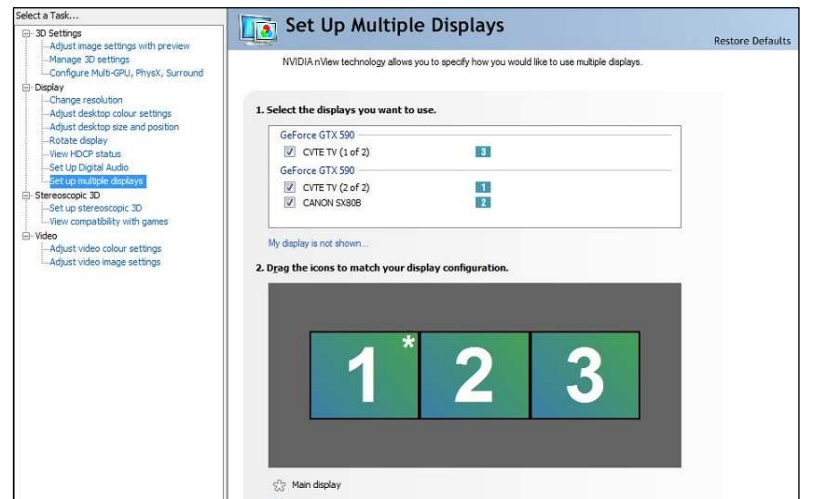 Select a Task...
3D Settings
Adjust image settings with preview
Manage 3D settings
Configure Multi-GPU, PhysX, Surround
Display
Change resolution
Adjust desktop colour settings
Adjust desktop size and position
Rotate display
View HDCP status
Set Up Digital Audio
Set up multiple displays
Stereoscopic 3D
Set up stereoscopic 3D
View compatibility with games
Video
Adjust video colour settings
Adjust video image settings
Set Up Multiple Displays
Restore Defaults
NVIDIA nView technology allows you to specify how you would like to use multiple displays.
1. Select the displays you want to use.
GeForce GTX 590
CVTE TV (1 of 2) 3
GeForce GTX 590
CVTE TV (2 of 2) 1
CANON SX80B 2
My display is not shown...
2. Drag the icons to match your display configuration.
1* 2 3
Main display